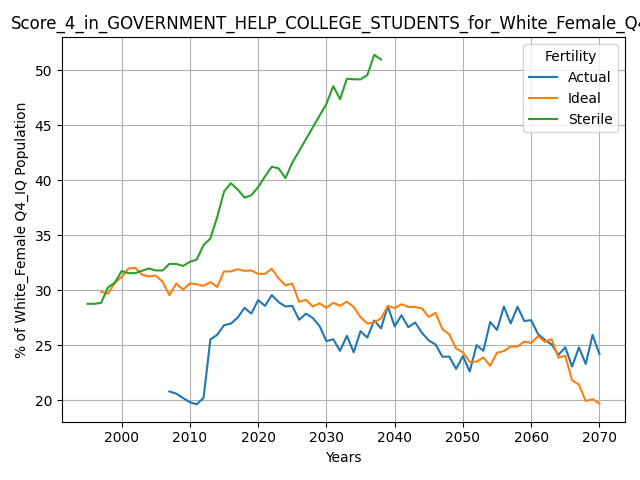 Score_4_in_GOVERNMENT_HELP_COLLEGE_STUDENTS_for_White_Female_Q4
Fertility
Actual
Ideal
Sterile
% of White_Female Q4_IQ Population
50
45
40
35
30
25
20
2000 2010 2020 2030 2040 2050 2060 2070
Years